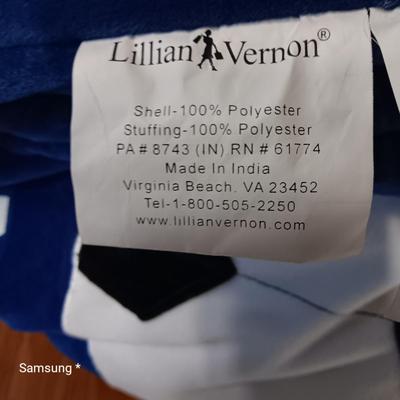 Lillian Vernon®
Shell-100% Polyester
Stuffing-100% Polyester
PA # 8743 (IN) RN # 61774
Made In India
Virginia Beach, VA 23452
Tel-1-800-505-2250
www.lillianvernon.com
Samsung *